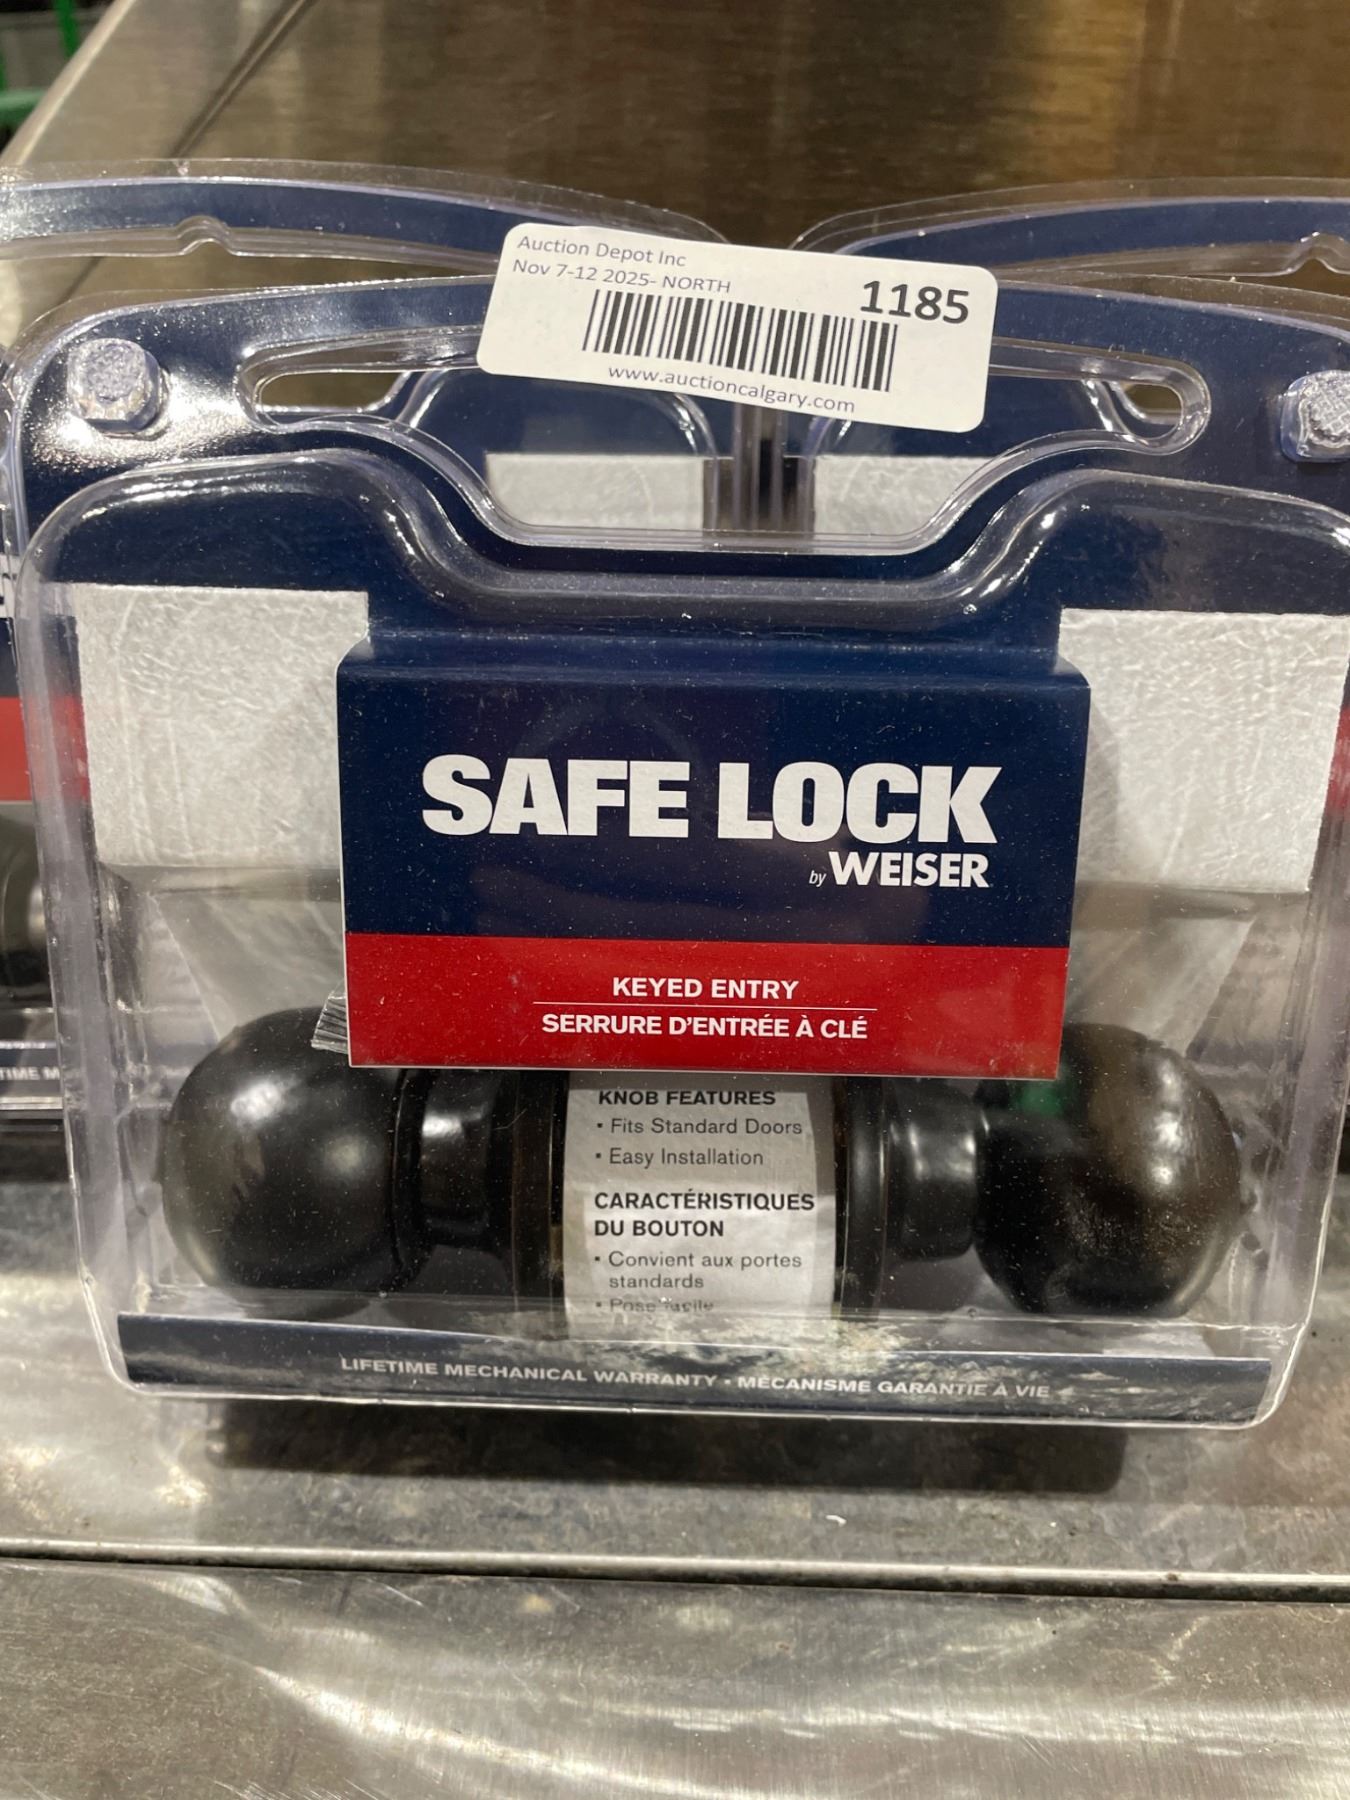 Auction Depot Inc
Nov 7-12 2025- NORTH
1185
www.auctioncalgary.com
SAFE LOCK
by WEISER
KEYED ENTRY
SERRURE D'ENTRÉE À CLÉ
KNOB FEATURES
▪ Fits Standard Doors
▪ Easy Installation
CARACTÉRISTIQUES
DU BOUTON
▪ Convient aux portes
standards
▪ Pose facile
LIFETIME MECHANICAL WARRANTY ▪ MÉCANISME GARANTIE À VIE